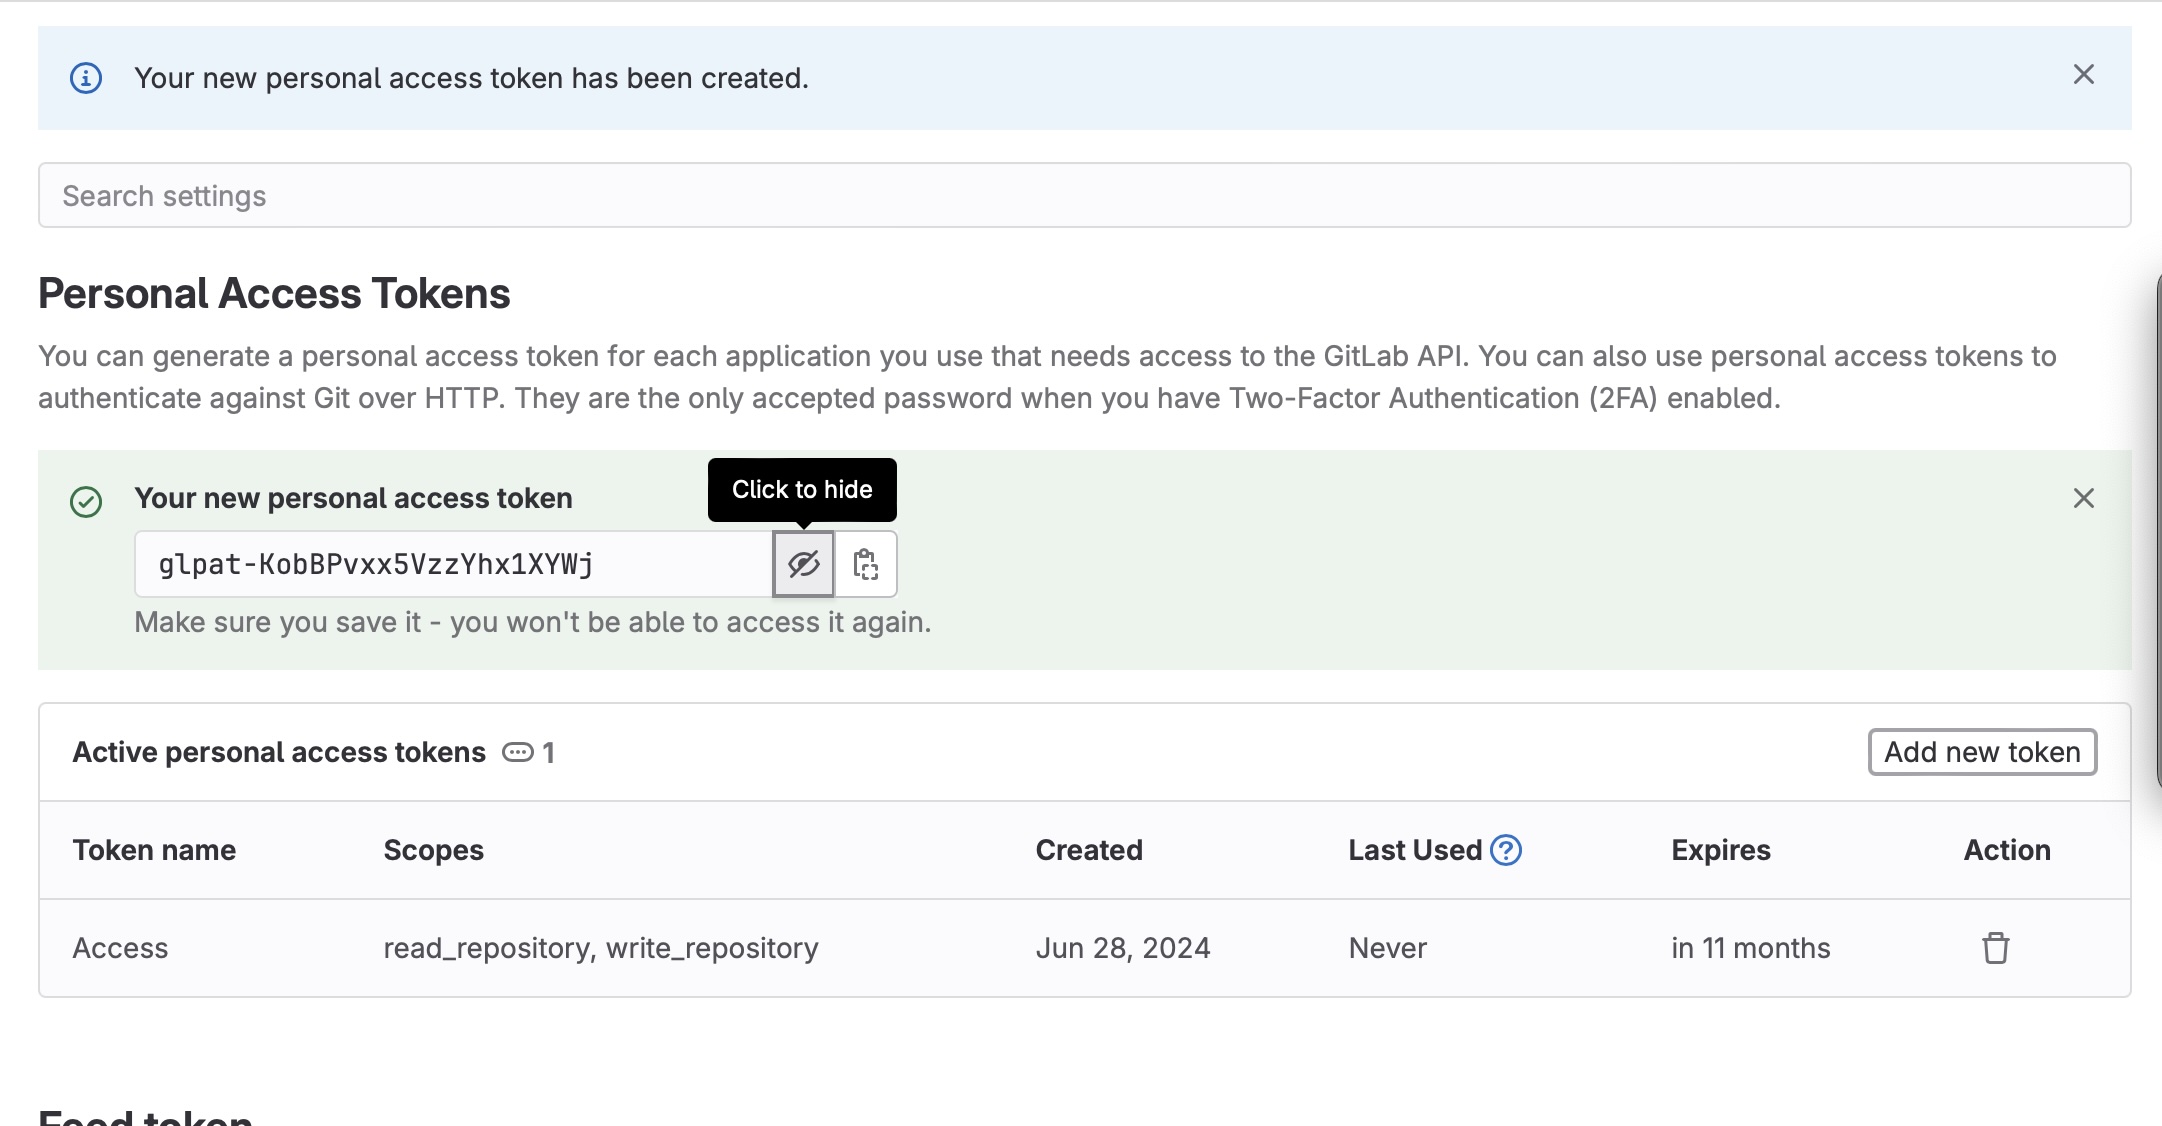 Your new personal access token has been created.
Search settings
Personal Access Tokens
You can generate a personal access token for each application you use that needs access to the GitLab API. You can also use personal access tokens to
authenticate against Git over HTTP. They are the only accepted password when you have Two-Factor Authentication (2FA) enabled.
Click to hide
Your new personal access token
glpat-KobBPvxx5VzzYhx1XYWj
Make sure you save it - you won't be able to access it again.
Active personal access tokens 1
Add new token
Token name Scopes Created Last Used Expires Action
Access read_repository, write_repository Jun 28, 2024 Never in 11 months
Feed token